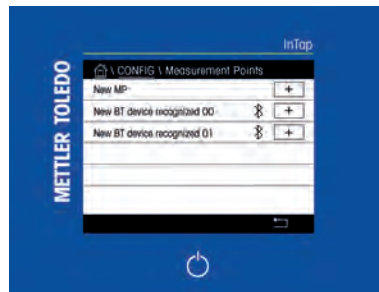 InTap
METTLER TOLEDO
\ CONFIG \ Measurement Points
New MP
+
New BT device recognized 00
+
New BT device recognized 01
+